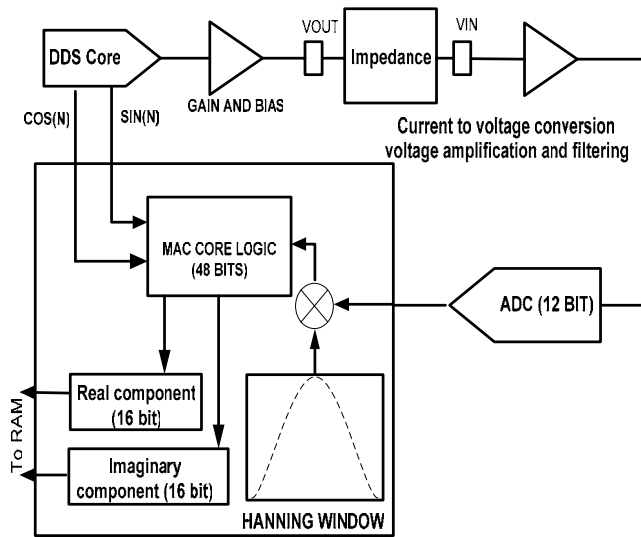 DDS Core
VOUT
Impedance
VIN
GAIN AND BIAS
COS(N)
SIN(N)
Current to voltage conversion
voltage amplification and filtering
MAC CORE LOGIC
(48 BITS)
ADC (12 BIT)
Real component
(16 bit)
Imaginary
component (16 bit)
To RAM
HANNING WINDOW